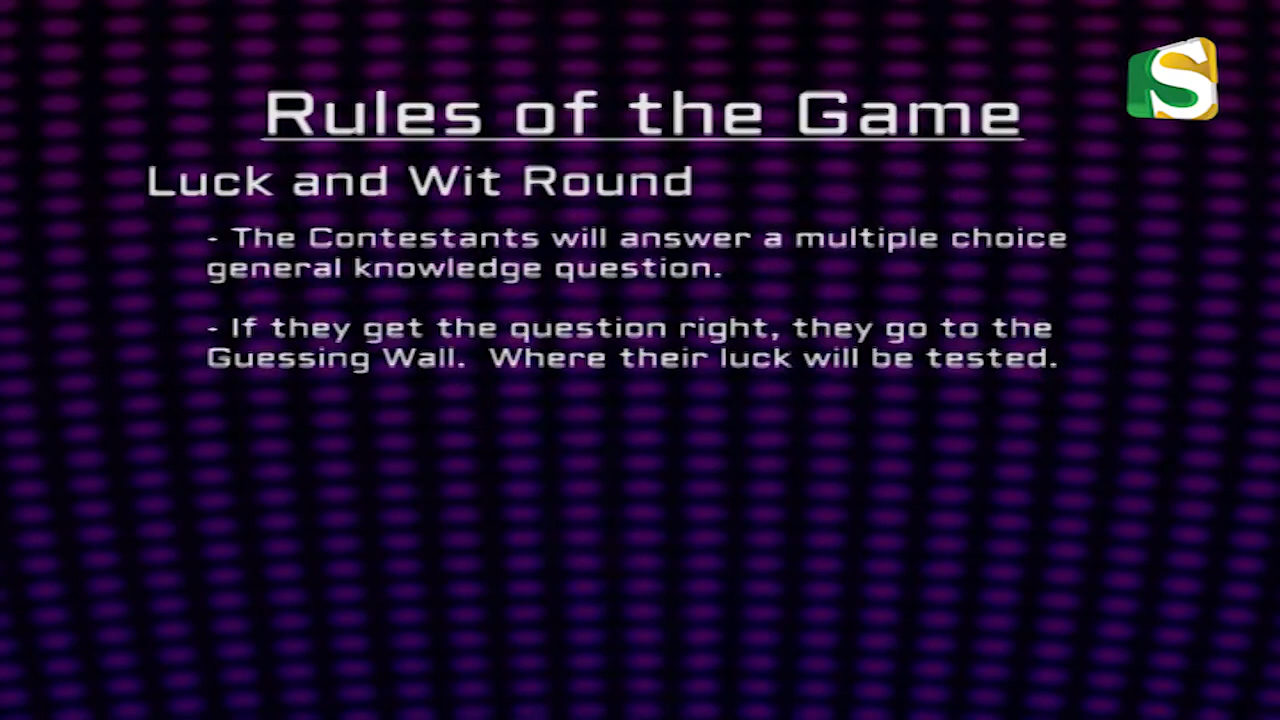 Rules of the Game
S
Luck and Wit Round
- The Contestants will answer a multiple choice
general knowledge question.
- If they get the question right, they go to the
Guessing Wall.  Where their luck will be tested.